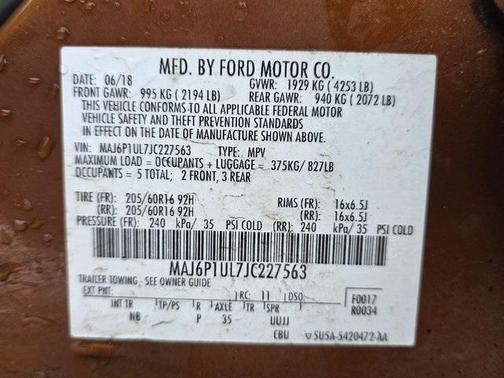 MFD. BY FORD MOTOR CO.
DATE: 06/18 GVWR: 1929 KG (4253 LB)
FRONT GAWR: 995 KG (2194 LB) REAR GAWR: 940 KG (2072 LB)
THIS VEHICLE CONFORMS TO ALL APPLICABLE FEDERAL MOTOR
VEHICLE SAFETY AND THEFT PREVENTION STANDARDS
IN EFFECT ON THE DATE OF MANUFACTURE SHOWN ABOVE.
VIN: MAJ6P1UL7JC227563 TYPE: MPV
MAXIMUM LOAD = OCCUPANTS + LUGGAGE = 375KG/ 827LB
OCCUPANTS = 5 TOTAL; 2 FRONT, 3 REAR
TIRE (FR): 205/60R16 92H RIMS (FR): 16x6.5J
(RR): 205/60R16 92H (RR): 16x6.5J
PRESSURE (FR): 240 kPa/ 35 PSI COLD (RR): 240 kPa/ 35 PSI COLD
MAJ6P1UL7JC227563
TRAILER TOWING - SEE OWNER GUIDE
EXT PNT: RC: 11 DSO: F0017
R0034
INT TR TP/PS R AXLE TR SPR
NB P 35 UUJJ
CBU 5U5A-5420472-AA